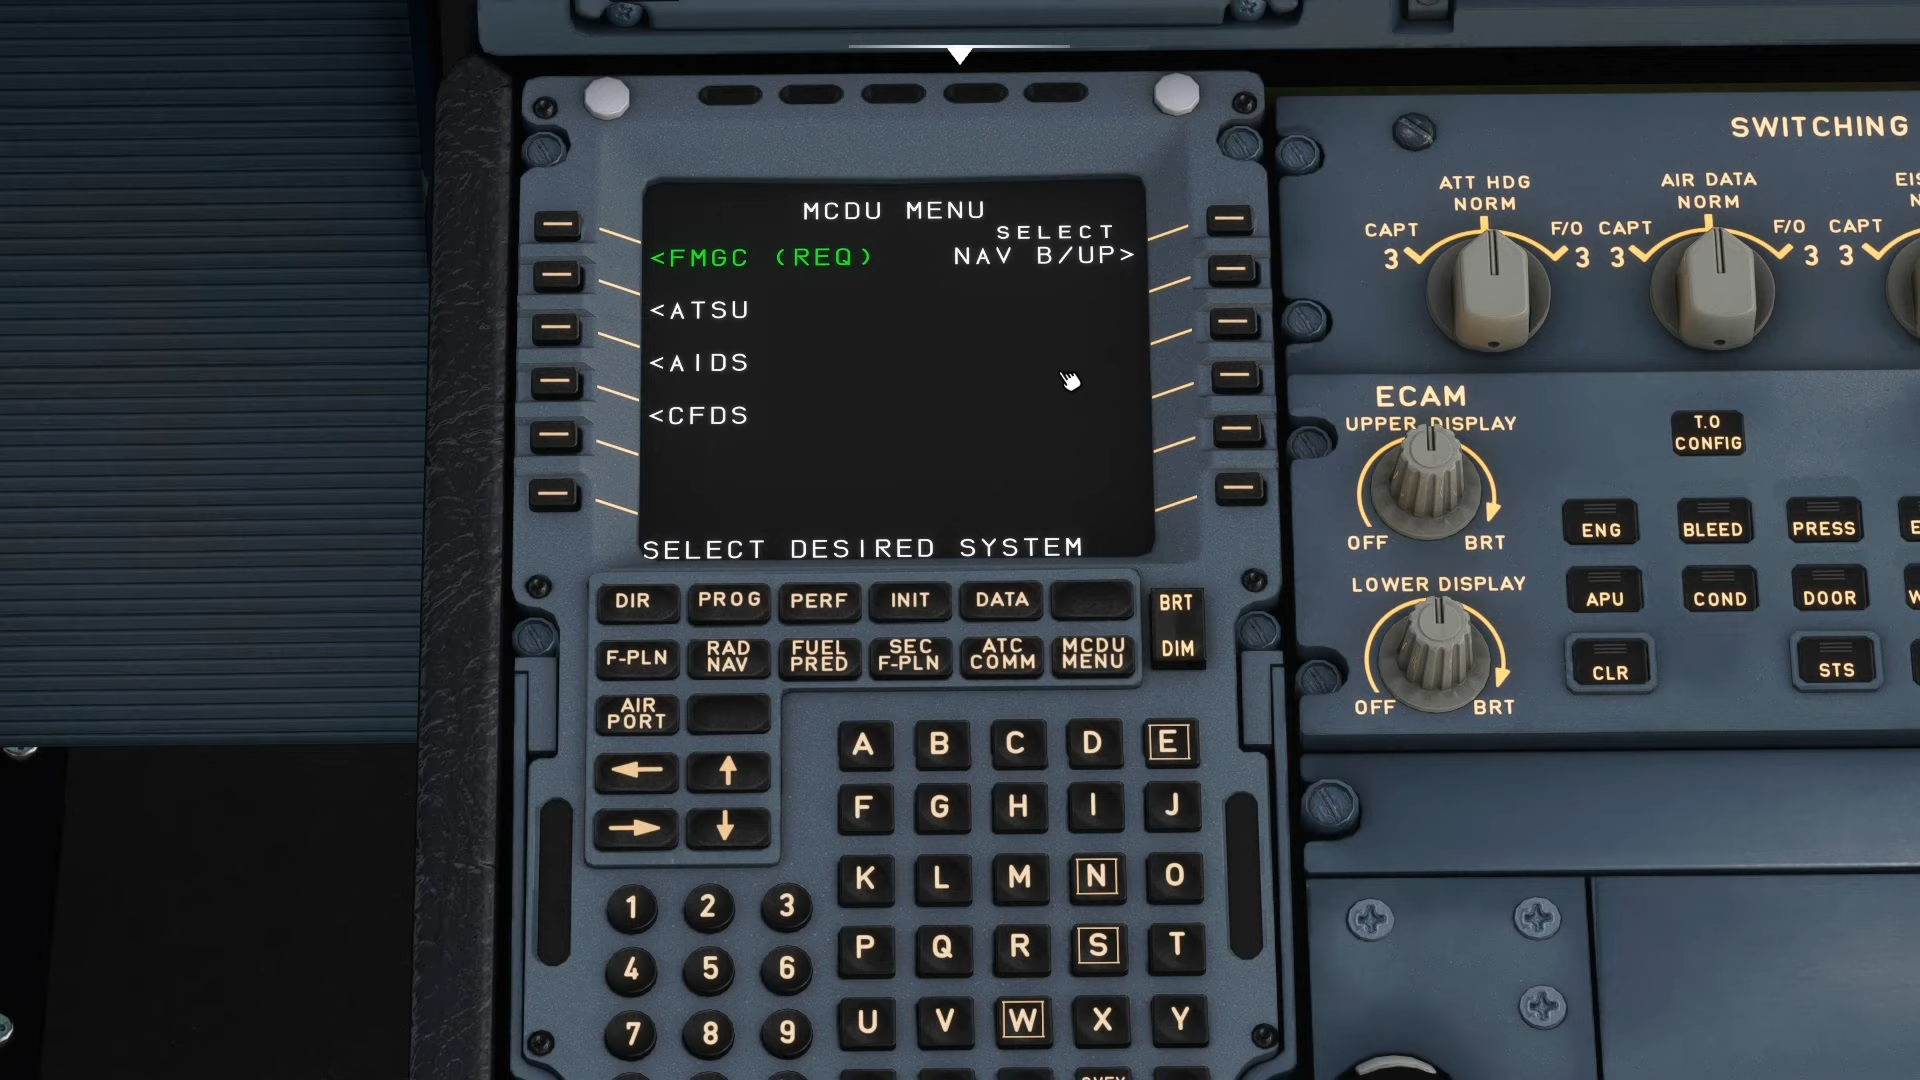 MCDU MENU
SELECT
<FMGC (REQ) NAV B/UP>
<ATSU
<AIDS
<CFDS
SELECT DESIRED SYSTEM
DIR PROG PERF INIT DATA
BRT
DIM
F-PLN RAD NAV FUEL PRED SEC F-PLN ATC COMM MCDU MENU
AIR PORT
A B C D E
F G H I J
K L M N O
P Q R S T
U V W X Y
1 2 3
4 5 6
7 8 9
SWITCHING
ATT HDG
NORM
CAPT 3 F/O 3
AIR DATA
NORM
CAPT 3 F/O 3
CAPT 3
ECAM
UPPER DISPLAY
OFF BRT
LOWER DISPLAY
OFF BRT
T.O
CONFIG
ENG BLEED PRESS
APU COND DOOR
CLR STS